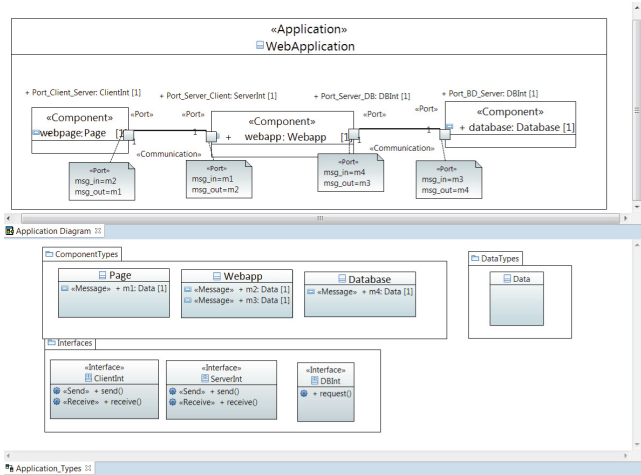 «Application»
WebApplication
+ Port_Client_Server: ClientInt [1]
+ Port_Server_Client: ServerInt [1]
+ Port_Server_DB: DBInt [1]
+ Port_BD_Server: DBInt [1]
«Component»
webpage: Page [1]
«Port»
«Port»
1
1
«Communication»
«Component»
+ webapp: Webapp [1]
«Port»
«Port»
1
1
«Communication»
«Component»
+ database: Database [1]
«Port»
msg_in=m2
msg_out=m1
«Port»
msg_in=m1
msg_out=m2
«Port»
msg_in=m4
msg_out=m3
«Port»
msg_in=m3
msg_out=m4
Application Diagram
ComponentTypes
Page
«Message» + m1: Data [1]
Webapp
«Message» + m2: Data [1]
«Message» + m3: Data [1]
Database
«Message» + m4: Data [1]
DataTypes
Data
Interfaces
«Interface»
ClientInt
«Send» + send()
«Receive» + receive()
«Interface»
ServerInt
«Send» + send()
«Receive» + receive()
«Interface»
DBInt
+ request()
Application_Types